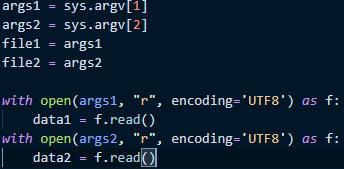 args1 = sys.argv[1]
args2 = sys.argv[2]
file1 = args1
file2 = args2

with open(args1, "r", encoding='UTF8') as f:
    data1 = f.read()
with open(args2, "r", encoding='UTF8') as f:
    data2 = f.read()